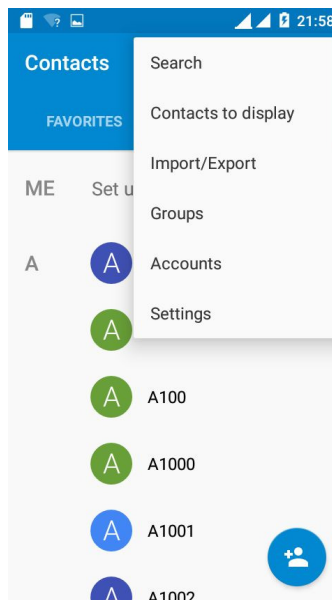 21:58
Contacts
Search
FAVORITES
Contacts to display
Import/Export
ME
Set u
Groups
A
A
Accounts
A
Settings
A
A100
A
A1000
A
A1001
A
A1002